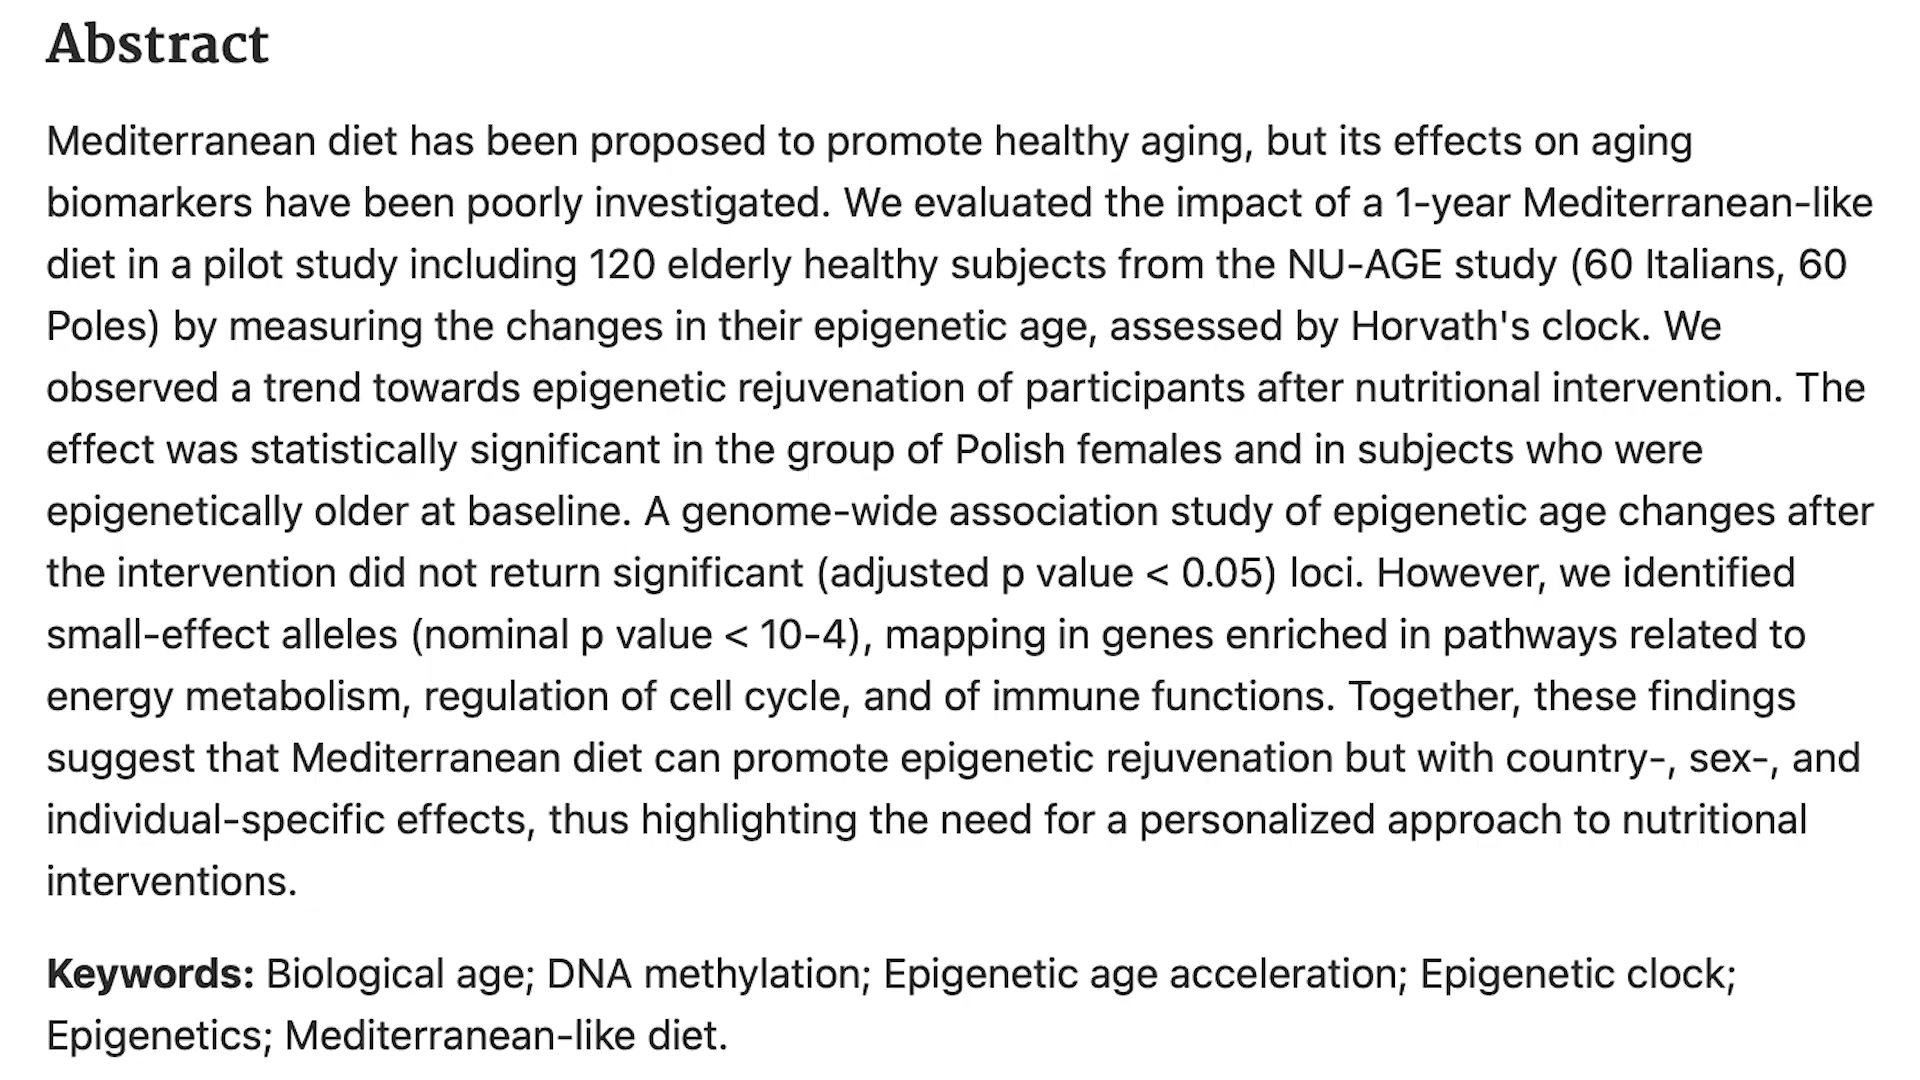 Abstract
Mediterranean diet has been proposed to promote healthy aging, but its effects on aging
biomarkers have been poorly investigated. We evaluated the impact of a 1-year Mediterranean-like
diet in a pilot study including 120 elderly healthy subjects from the NU-AGE study (60 Italians, 60
Poles) by measuring the changes in their epigenetic age, assessed by Horvath's clock. We
observed a trend towards epigenetic rejuvenation of participants after nutritional intervention. The
effect was statistically significant in the group of Polish females and in subjects who were
epigenetically older at baseline. A genome-wide association study of epigenetic age changes after
the intervention did not return significant (adjusted p value < 0.05) loci. However, we identified
small-effect alleles (nominal p value < 10-4), mapping in genes enriched in pathways related to
energy metabolism, regulation of cell cycle, and of immune functions. Together, these findings
suggest that Mediterranean diet can promote epigenetic rejuvenation but with country-, sex-, and
individual-specific effects, thus highlighting the need for a personalized approach to nutritional
interventions.
Keywords: Biological age; DNA methylation; Epigenetic age acceleration; Epigenetic clock;
Epigenetics; Mediterranean-like diet.